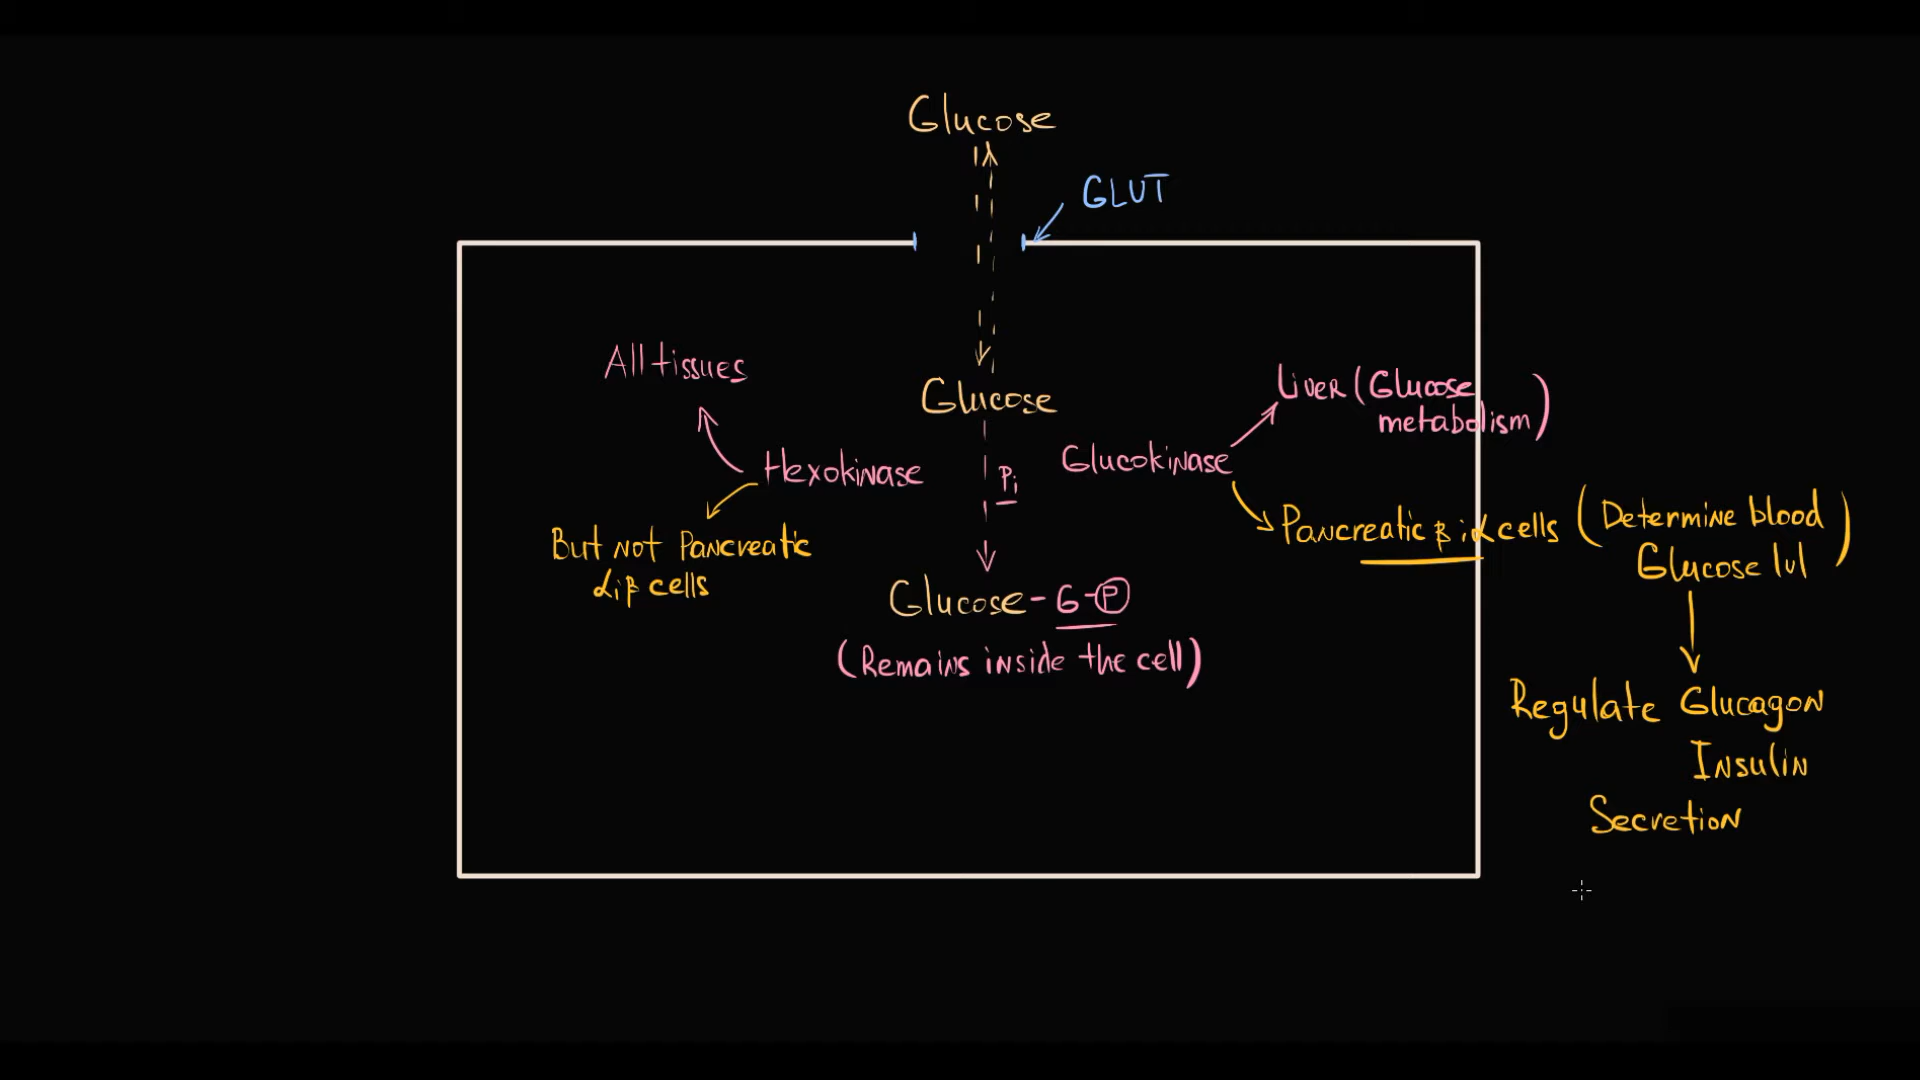 Glucose
GLUT
All tissues
Glucose
Liver (Glucose
metabolism)
Hexokinase
Pi
Glucokinase
But not Pancreatic
α i β cells
Pancreatic β i α cells
(Determine blood
Glucose lvl)
Glucose-6-P
(Remains inside the cell)
Regulate Glucagon
Insulin
Secretion